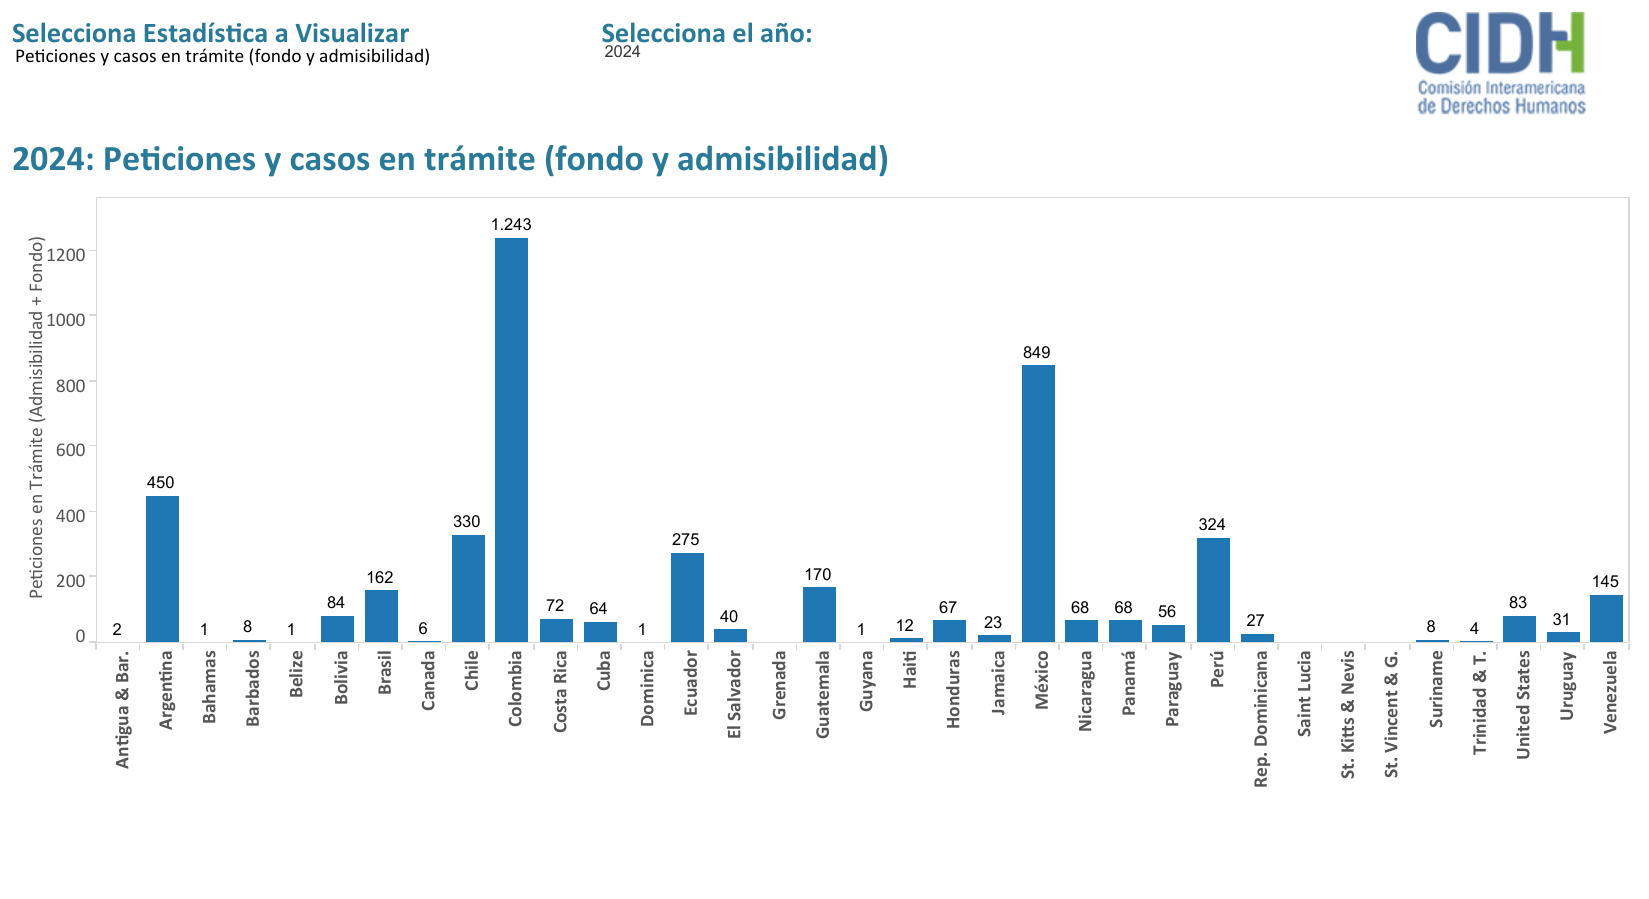 Selecciona Estadística a Visualizar
Peticiones y casos en trámite (fondo y admisibilidad)
Selecciona el año:
2024
CIDH
Comisión Interamericana
de Derechos Humanos
2024: Peticiones y casos en trámite (fondo y admisibilidad)
Peticiones en Trámite (Admisibilidad + Fondo)
1200
1000
800
600
400
200
0
2
450
1
8
1
84
162
6
330
1.243
72
64
1
275
40
170
1
12
67
23
849
68
68
56
324
27
8
4
83
31
145
Antigua & Bar.
Argentina
Bahamas
Barbados
Belize
Bolivia
Brasil
Canada
Chile
Colombia
Costa Rica
Cuba
Dominica
Ecuador
El Salvador
Grenada
Guatemala
Guyana
Haiti
Honduras
Jamaica
México
Nicaragua
Panamá
Paraguay
Perú
Rep. Dominicana
Saint Lucia
St. Kitts & Nevis
St. Vincent & G.
Suriname
Trinidad & T.
United States
Uruguay
Venezuela